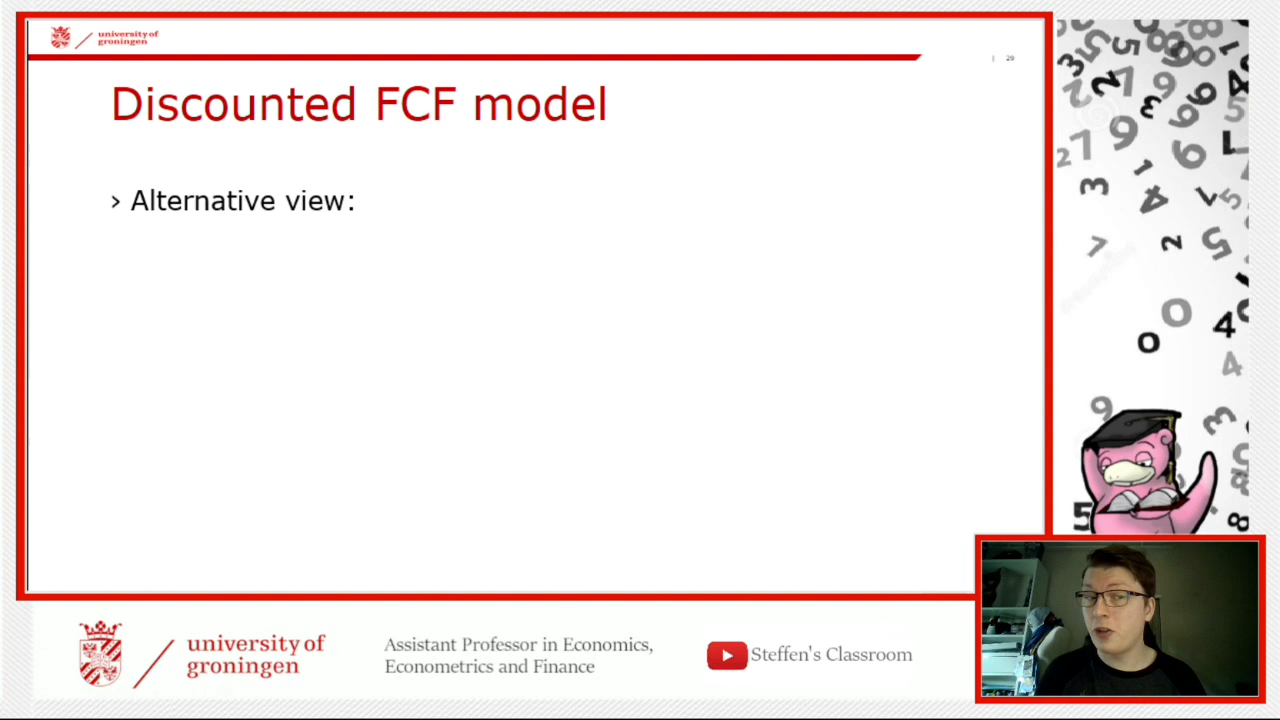 university of
groningen
| 29
Discounted FCF model
› Alternative view:
university of
groningen
Assistant Professor in Economics,
Econometrics and Finance
Steffen's Classroom